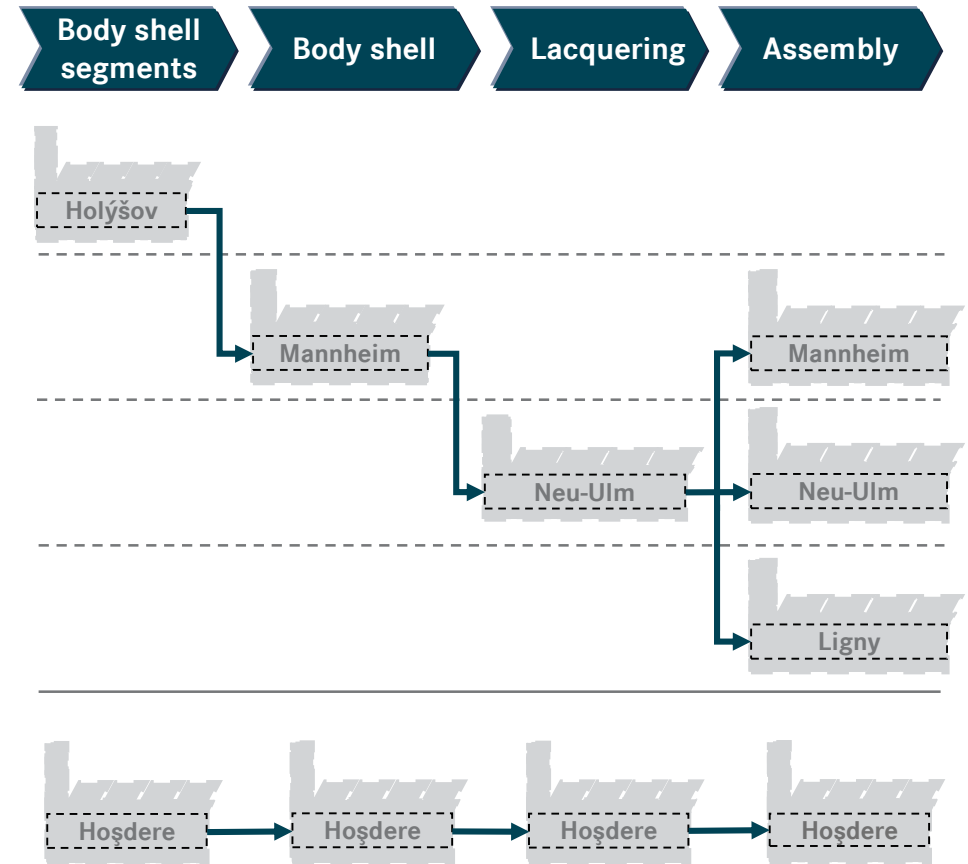 Body shell
segments
Body shell
Lacquering
Assembly
Holýšov
Mannheim
Mannheim
Neu-Ulm
Neu-Ulm
Ligny
Hoşdere
Hoşdere
Hoşdere
Hoşdere